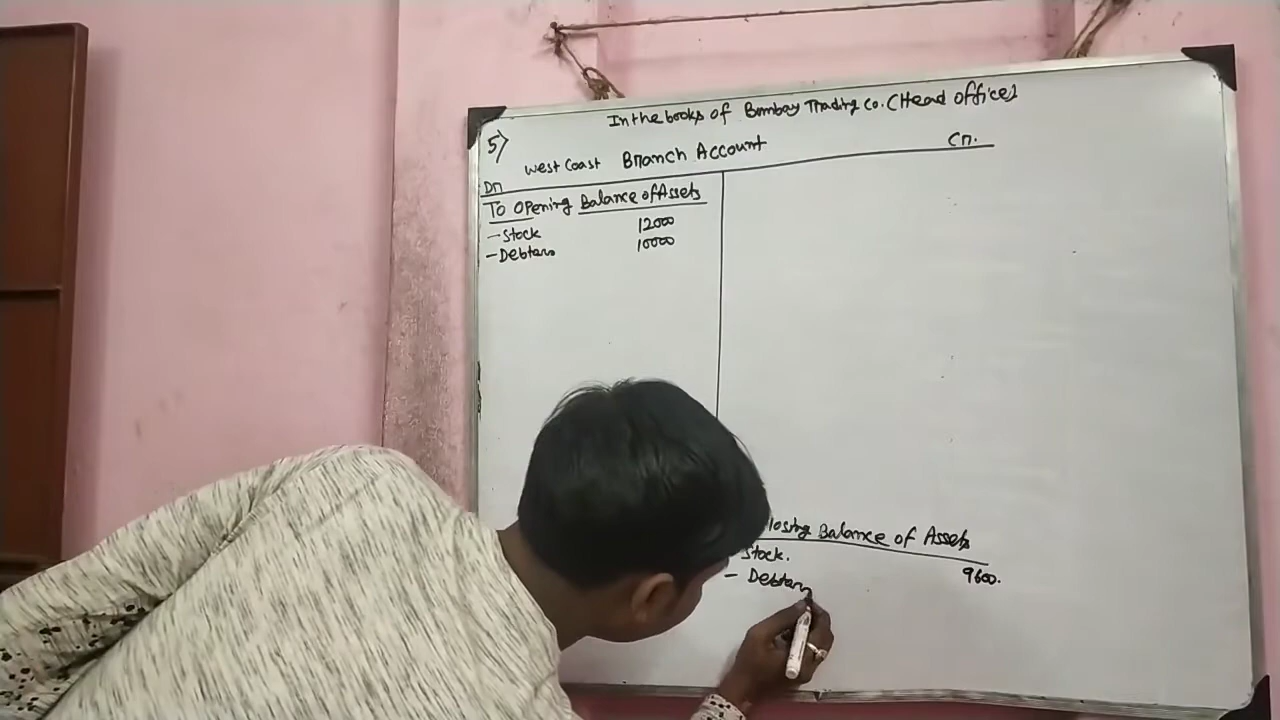 In the books of Bombay Trading Co. (Head office)
5)
West Coast Branch Account
Dr
Cr.
To Opening Balance of Assets
- Stock 12000
- Debtors 10000
losing Balance of Assets
Stock. 9600.
- Debtors